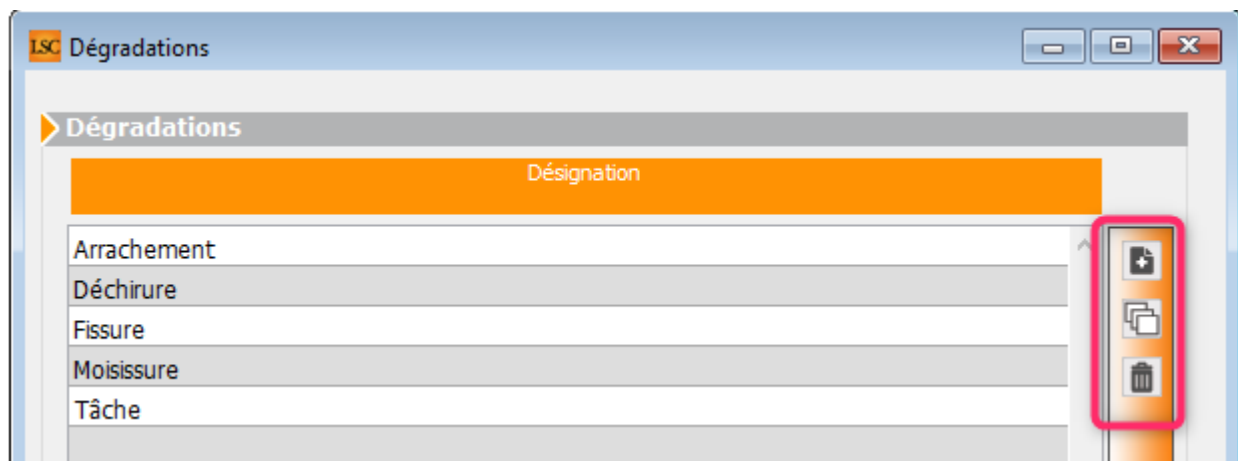 LSC Dégradations
Dégradations
Désignation
Arrachement
Déchirure
Fissure
Moisissure
Tâche